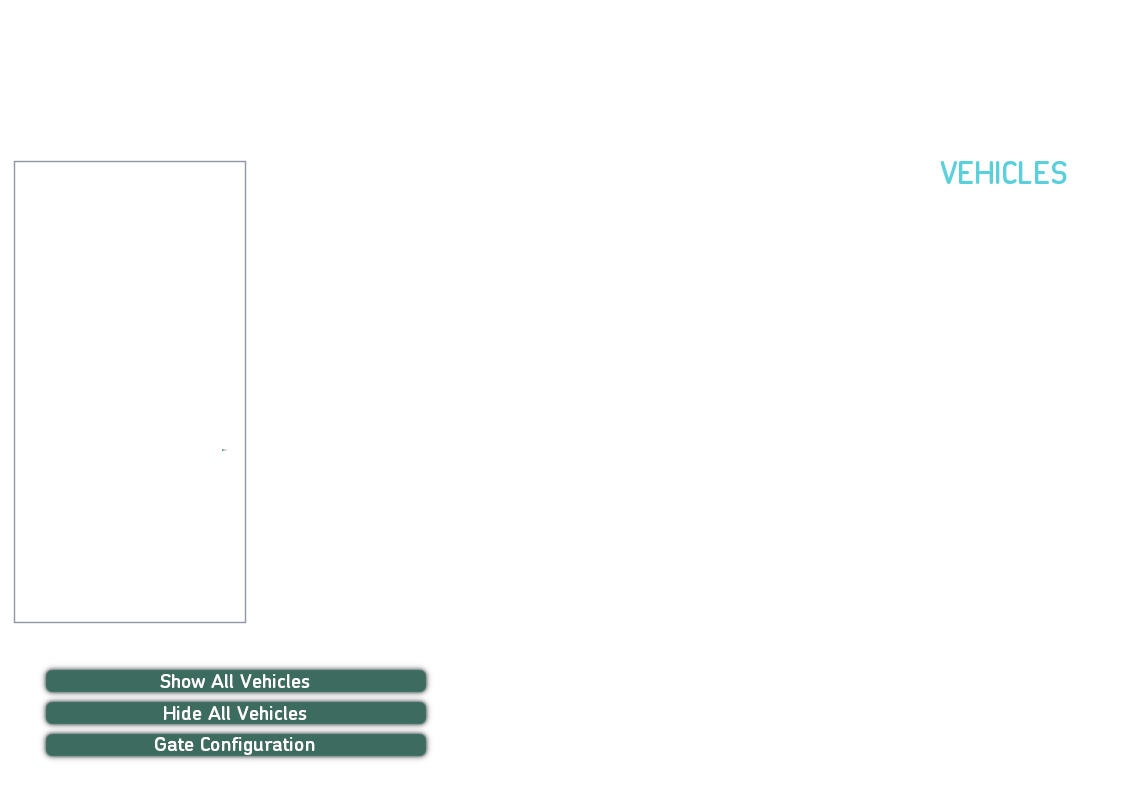 VEHICLES
Show All Vehicles
Hide All Vehicles
Gate Configuration